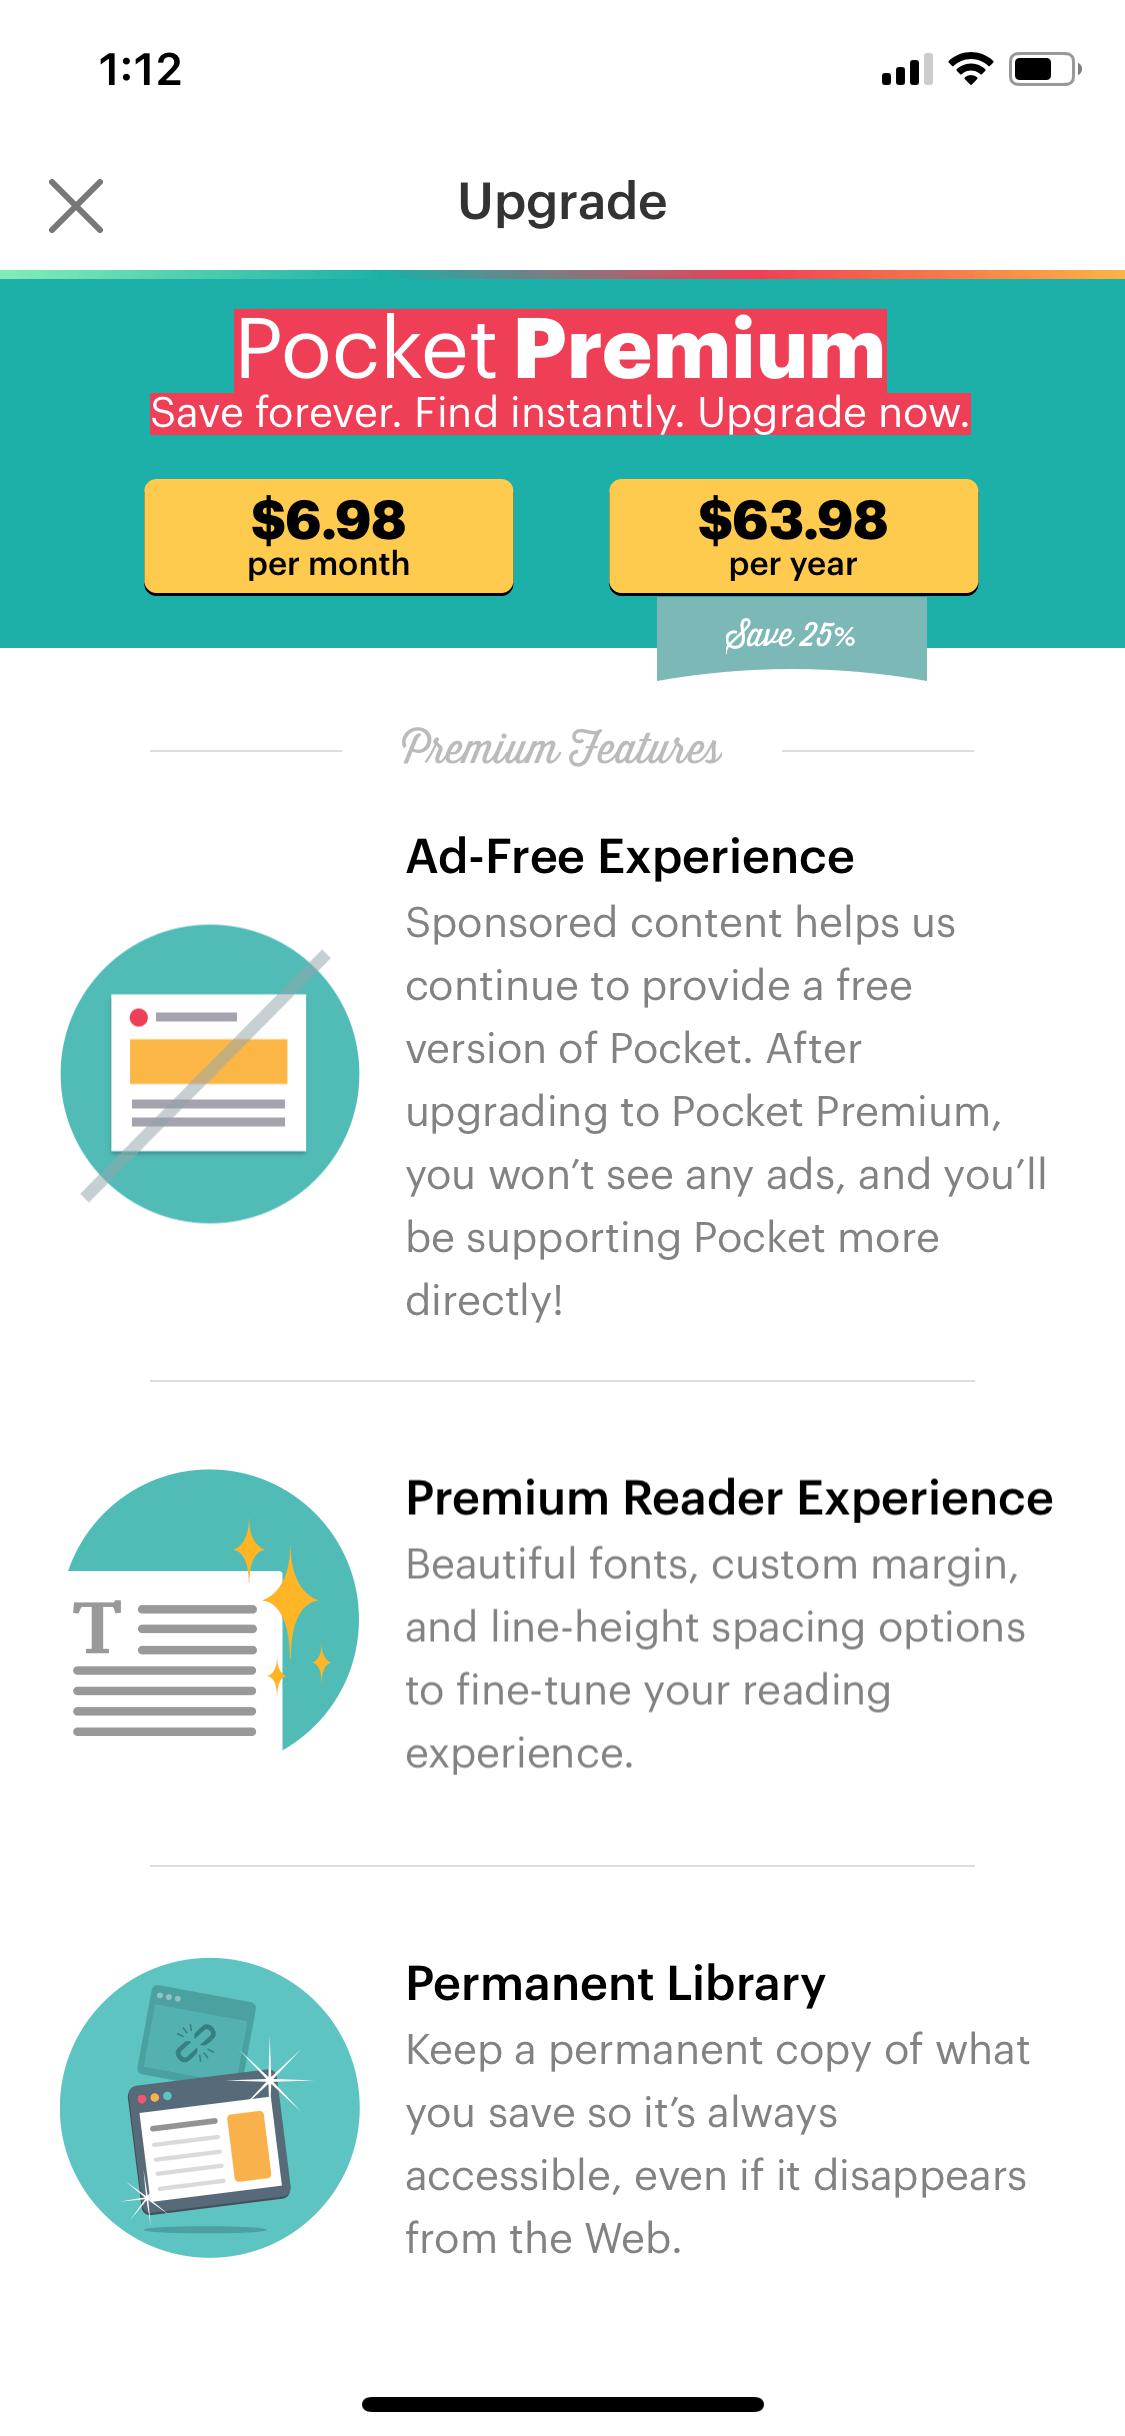 1:12
Upgrade
Pocket Premium
Save forever. Find instantly. Upgrade now.
$6.98
per month
$63.98
per year
Save 25%
Premium Features
Ad-Free Experience
Sponsored content helps us
continue to provide a free
version of Pocket. After
upgrading to Pocket Premium,
you won’t see any ads, and you’ll
be supporting Pocket more
directly!
T
Premium Reader Experience
Beautiful fonts, custom margin,
and line-height spacing options
to fine-tune your reading
experience.
Permanent Library
Keep a permanent copy of what
you save so it’s always
accessible, even if it disappears
from the Web.